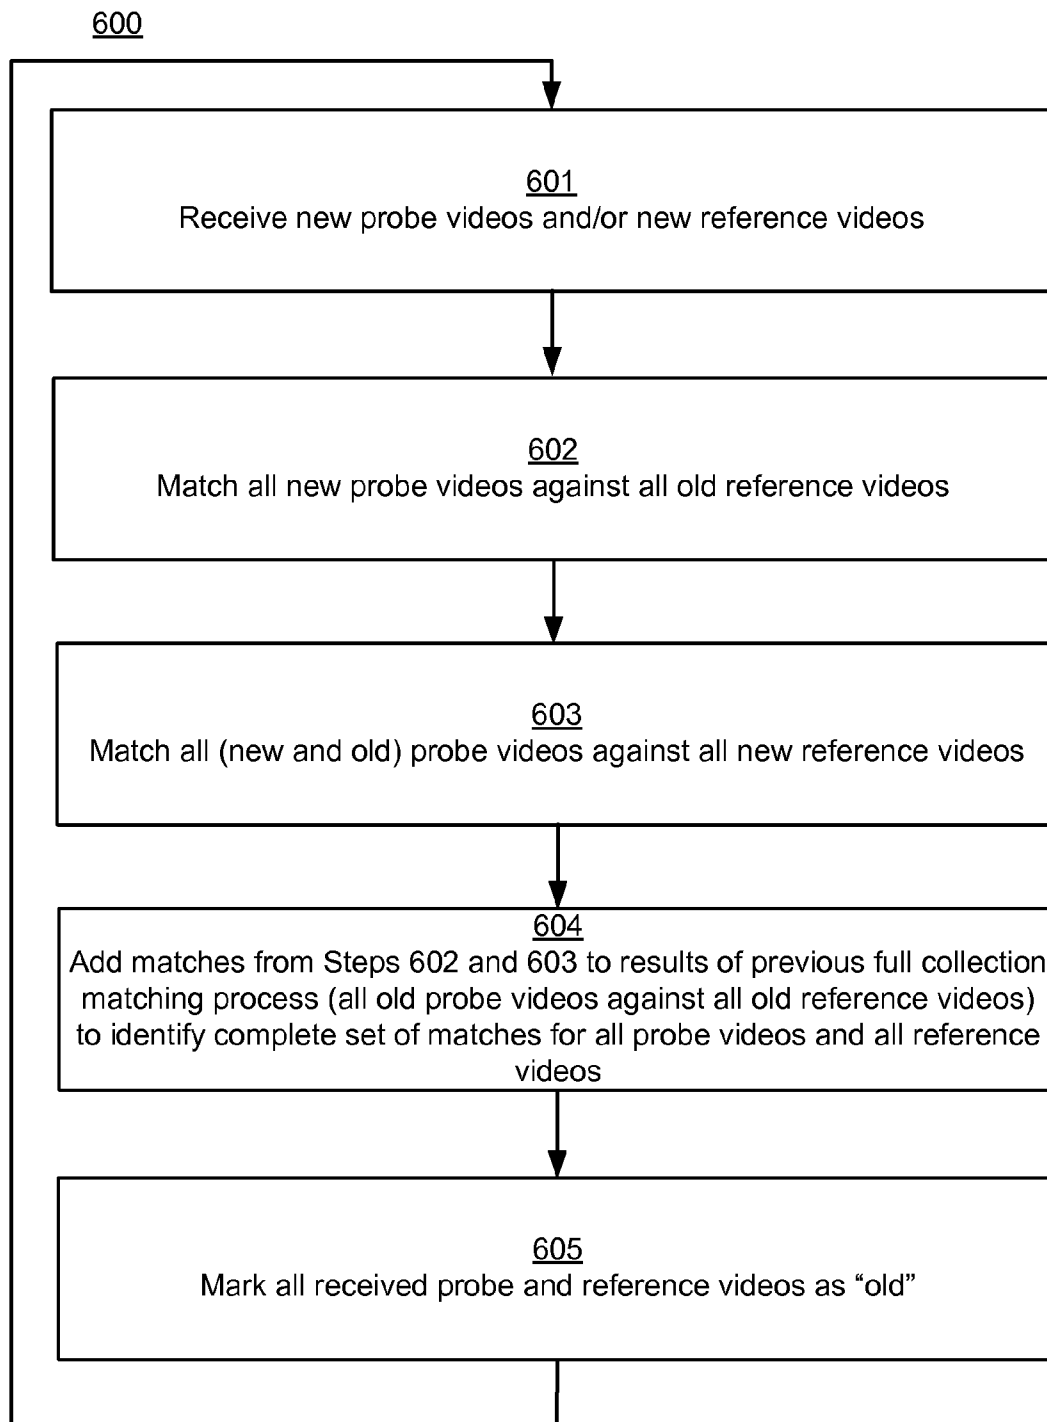 600
601
Receive new probe videos and/or new reference videos
602
Match all new probe videos against all old reference videos
603
Match all (new and old) probe videos against all new reference videos
604
Add matches from Steps 602 and 603 to results of previous full collection
matching process (all old probe videos against all old reference videos)
to identify complete set of matches for all probe videos and all reference
videos
605
Mark all received probe and reference videos as “old”